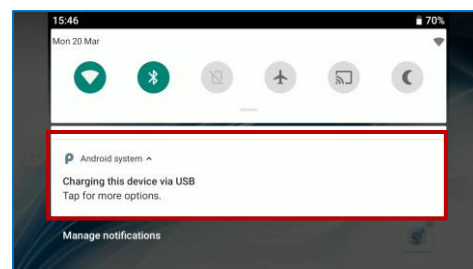 15:46 70%
Mon 20 Mar
Android system
Charging this device via USB
Tap for more options.
Manage notifications